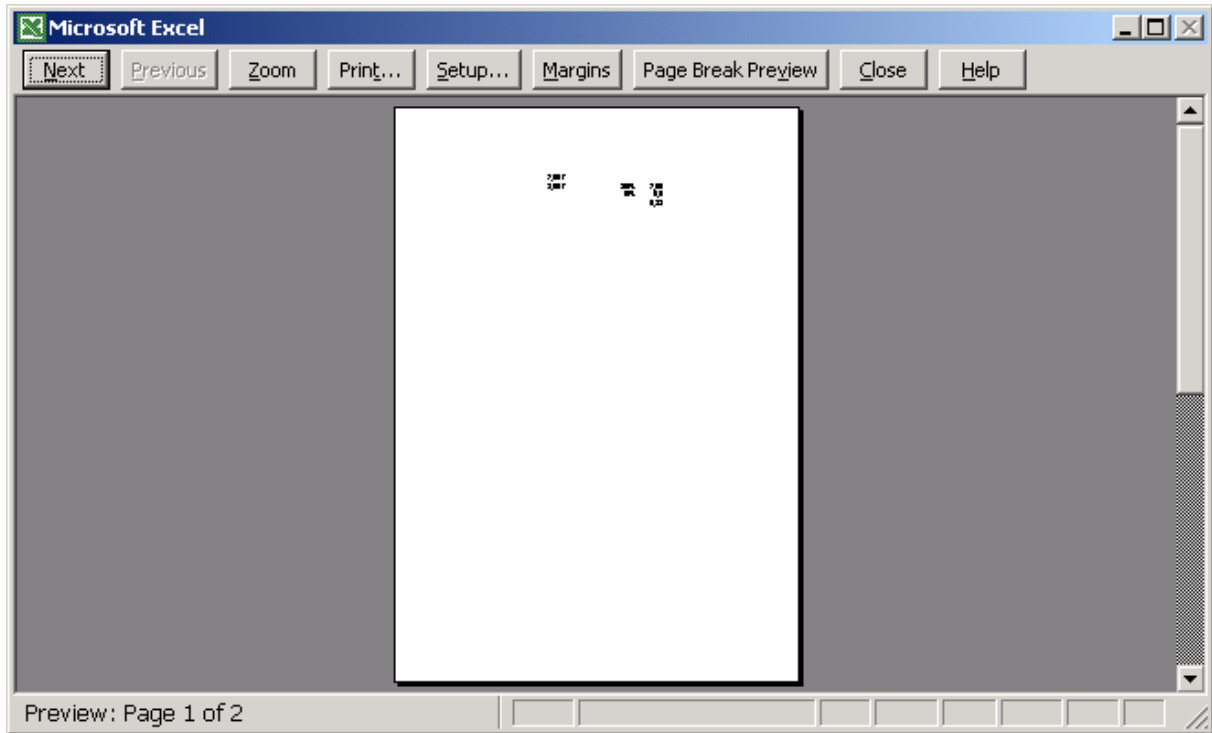 Microsoft Excel
Next Previous Zoom Print... Setup... Margins Page Break Preview Close Help
Preview: Page 1 of 2